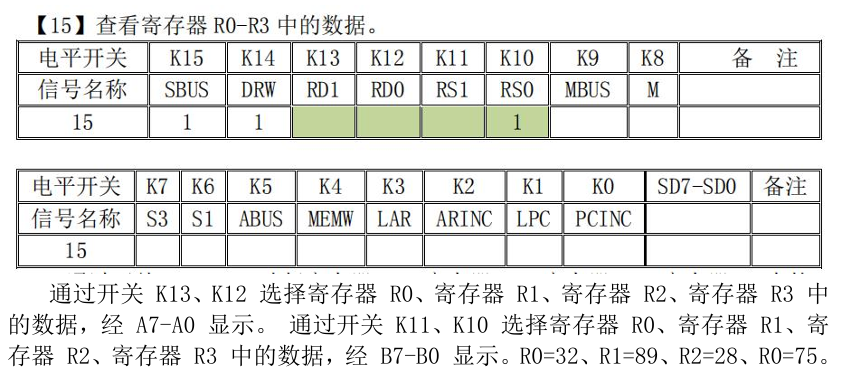 【15】查看寄存器R0-R3中的数据。
电平开关 K15 K14 K13 K12 K11 K10 K9 K8 备 注
信号名称 SBUS DRW RD1 RD0 RS1 RS0 MBUS M
15 1 1 1
电平开关 K7 K6 K5 K4 K3 K2 K1 K0 SD7-SD0 备注
信号名称 S3 S1 ABUS MEMW LAR ARINC LPC PCINC
15
通过开关 K13、K12 选择寄存器 R0、寄存器 R1、寄存器 R2、寄存器 R3 中
的数据，经 A7-A0 显示。 通过开关 K11、K10 选择寄存器 R0、寄存器 R1、寄
存器 R2、寄存器 R3 中的数据，经 B7-B0 显示。R0=32、R1=89、R2=28、R0=75。